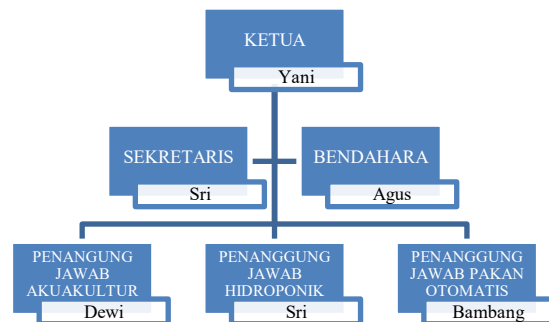 KETUA
Yani
SEKRETARIS
Sri
BENDAHARA
Agus
PENANGUNG
JAWAB
AKUAKULTUR
Dewi
PENANGGUNG
JAWAB
HIDROPONIK
Sri
PENANGGUNG
JAWAB PAKAN
OTOMATIS
Bambang